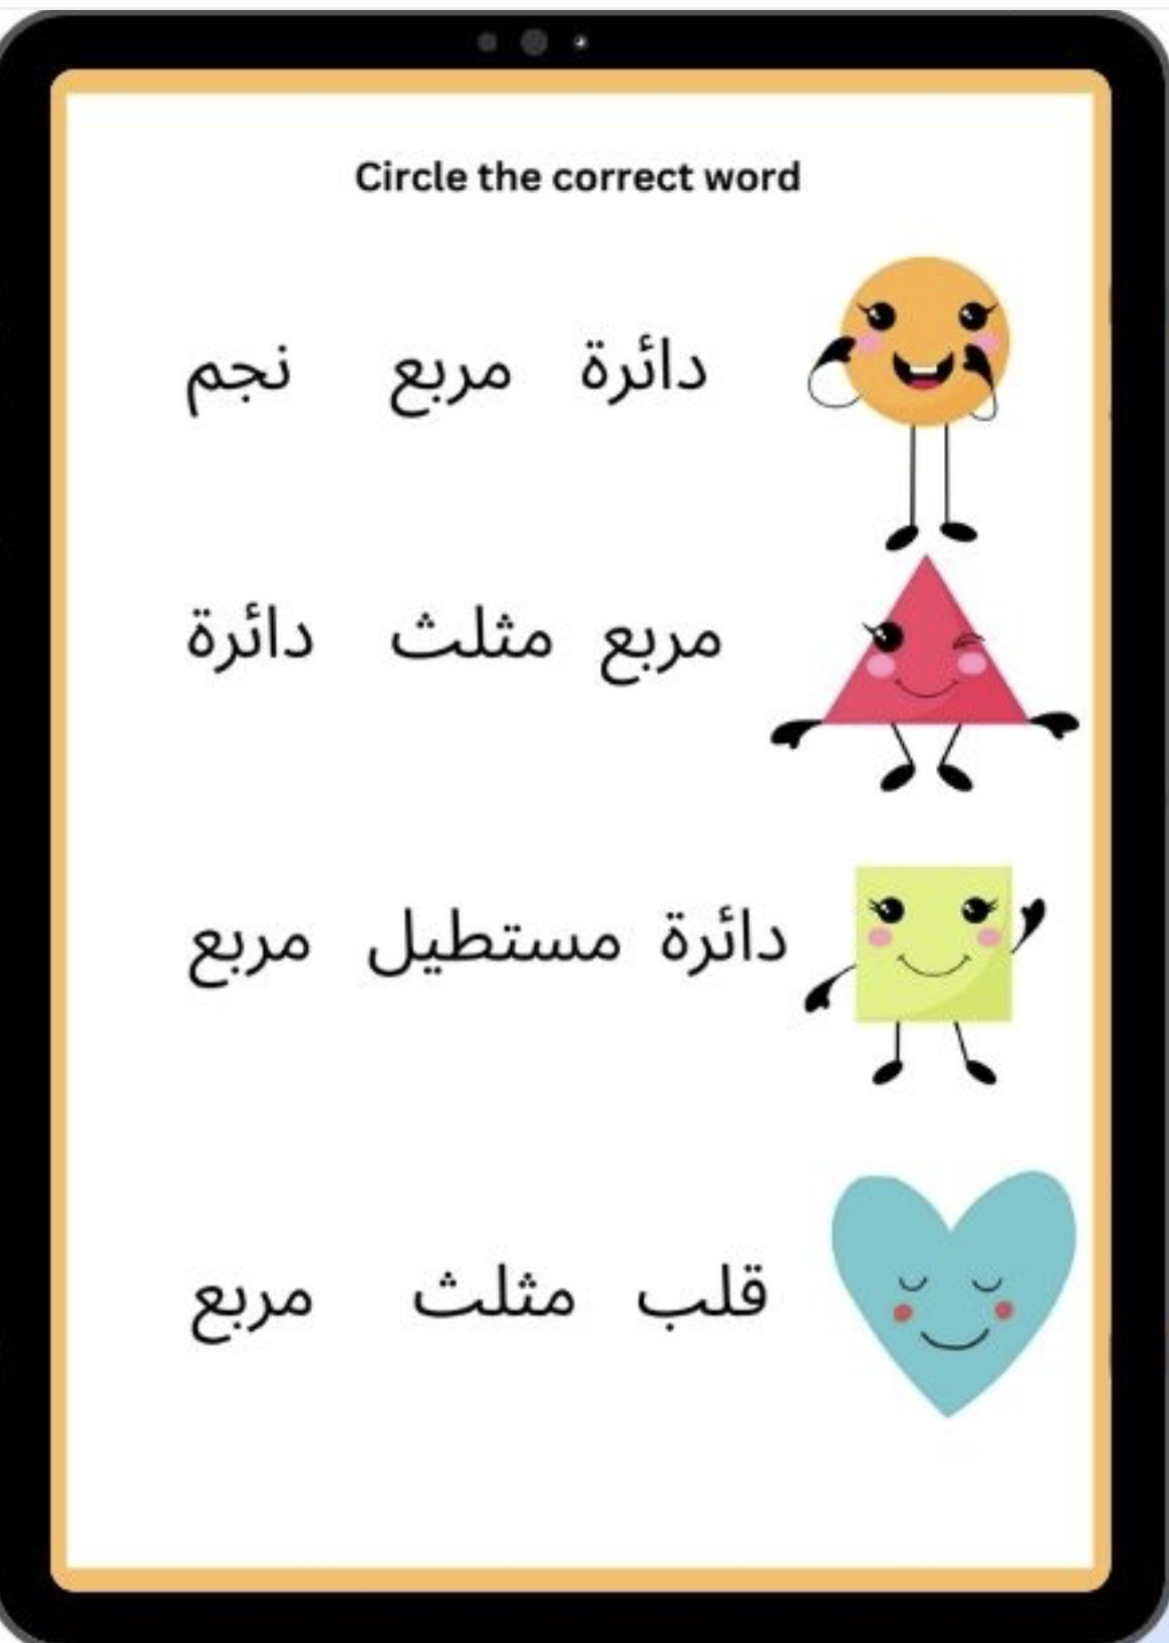 Circle the correct word
دائرة مربع نجم
مربع مثلث دائرة
دائرة مستطيل مربع
قلب مثلث مربع